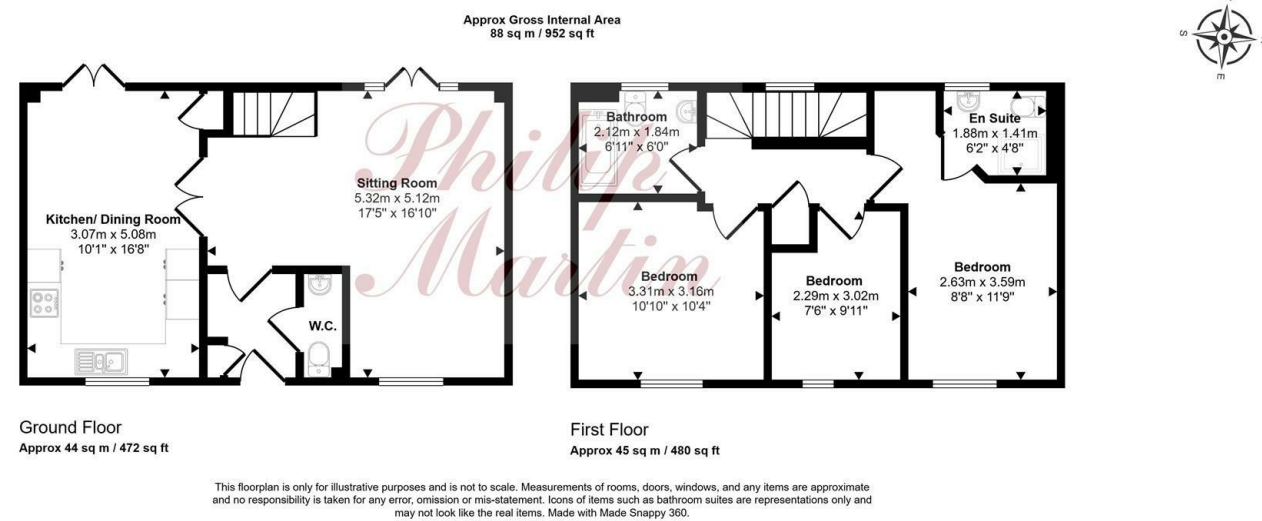 Approx Gross Internal Area
88 sq m / 952 sq ft
S
E
Philip
Martin
Kitchen/ Dining Room
3.07m x 5.08m
10'1" x 16'8"
Sitting Room
5.32m x 5.12m
17'5" x 16'10"
W.C.
Bathroom
2.12m x 1.84m
6'11" x 6'0"
En Suite
1.88m x 1.41m
6'2" x 4'8"
Bedroom
3.31m x 3.16m
10'10" x 10'4"
Bedroom
2.29m x 3.02m
7'6" x 9'11"
Bedroom
2.63m x 3.59m
8'8" x 11'9"
Ground Floor
Approx 44 sq m / 472 sq ft
First Floor
Approx 45 sq m / 480 sq ft
This floorplan is only for illustrative purposes and is not to scale. Measurements of rooms, doors, windows, and any items are approximate
and no responsibility is taken for any error, omission or mis-statement. Icons of items such as bathroom suites are representations only and
may not look like the real items. Made with Made Snappy 360.